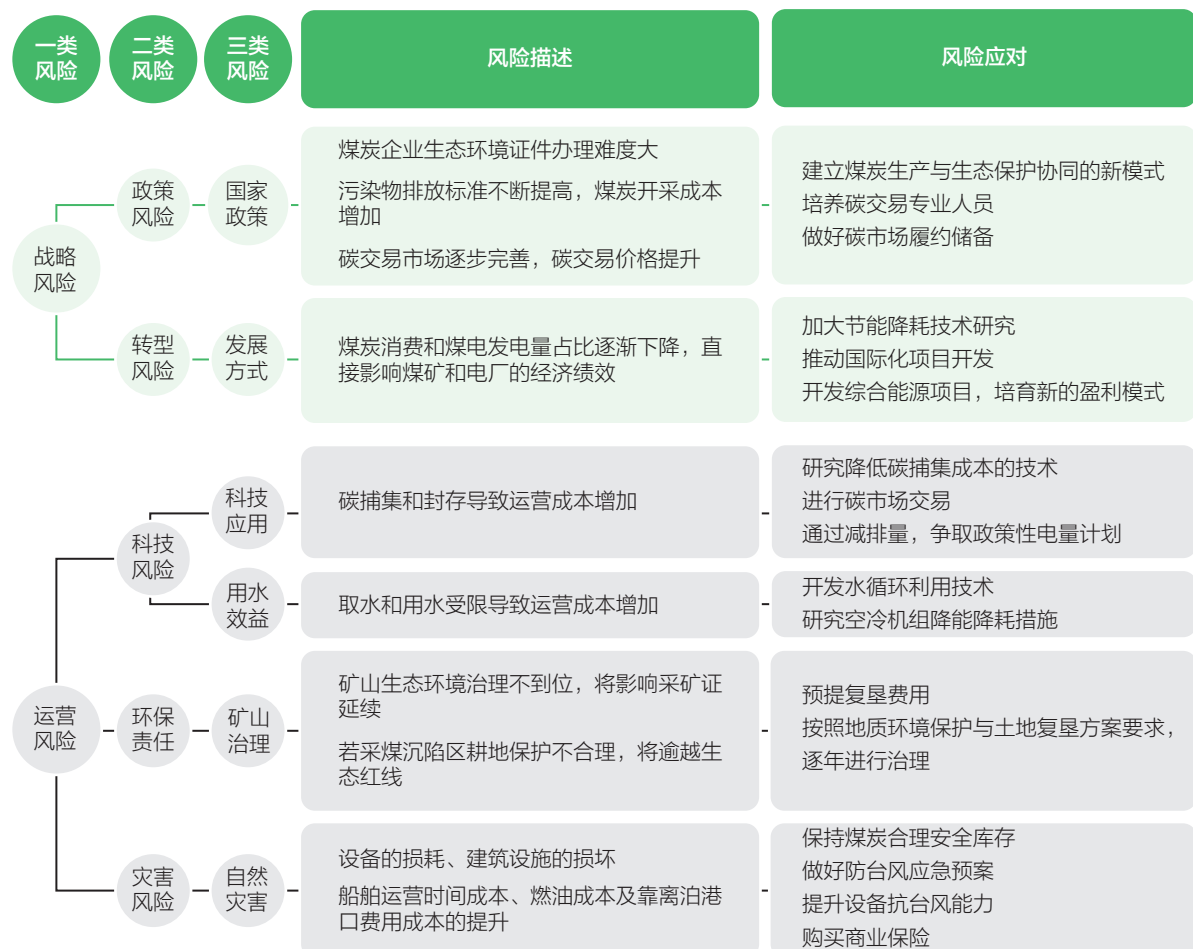 一类
风险
二类
风险
三类
风险
风险描述
风险应对
战略
风险
政策
风险
国家
政策
煤炭企业生态环境证件办理难度大
污染物排放标准不断提高，煤炭开采成本
增加
碳交易市场逐步完善，碳交易价格提升
建立煤炭生产与生态保护协同的新模式
培养碳交易专业人员
做好碳市场履约储备
转型
风险
发展
方式
煤炭消费和煤电发电量占比逐渐下降，直
接影响煤矿和电厂的经济绩效
加大节能降耗技术研究
推动国际化项目开发
开发综合能源项目，培育新的盈利模式
运营
风险
科技
风险
科技
应用
碳捕集和封存导致运营成本增加
研究降低碳捕集成本的技术
进行碳市场交易
通过减排量，争取政策性电量计划
用水
效益
取水和用水受限导致运营成本增加
开发水循环利用技术
研究空冷机组降能降耗措施
环保
责任
矿山
治理
矿山生态环境治理不到位，将影响采矿证
延续
若采煤沉陷区耕地保护不合理，将逾越生
态红线
预提复垦费用
按照地质环境保护与土地复垦方案要求，
逐年进行治理
灾害
风险
自然
灾害
设备的损耗、建筑设施的损坏
船舶运营时间成本、燃油成本及靠离泊港
口费用成本的提升
保持煤炭合理安全库存
做好防台风应急预案
提升设备抗台风能力
购买商业保险